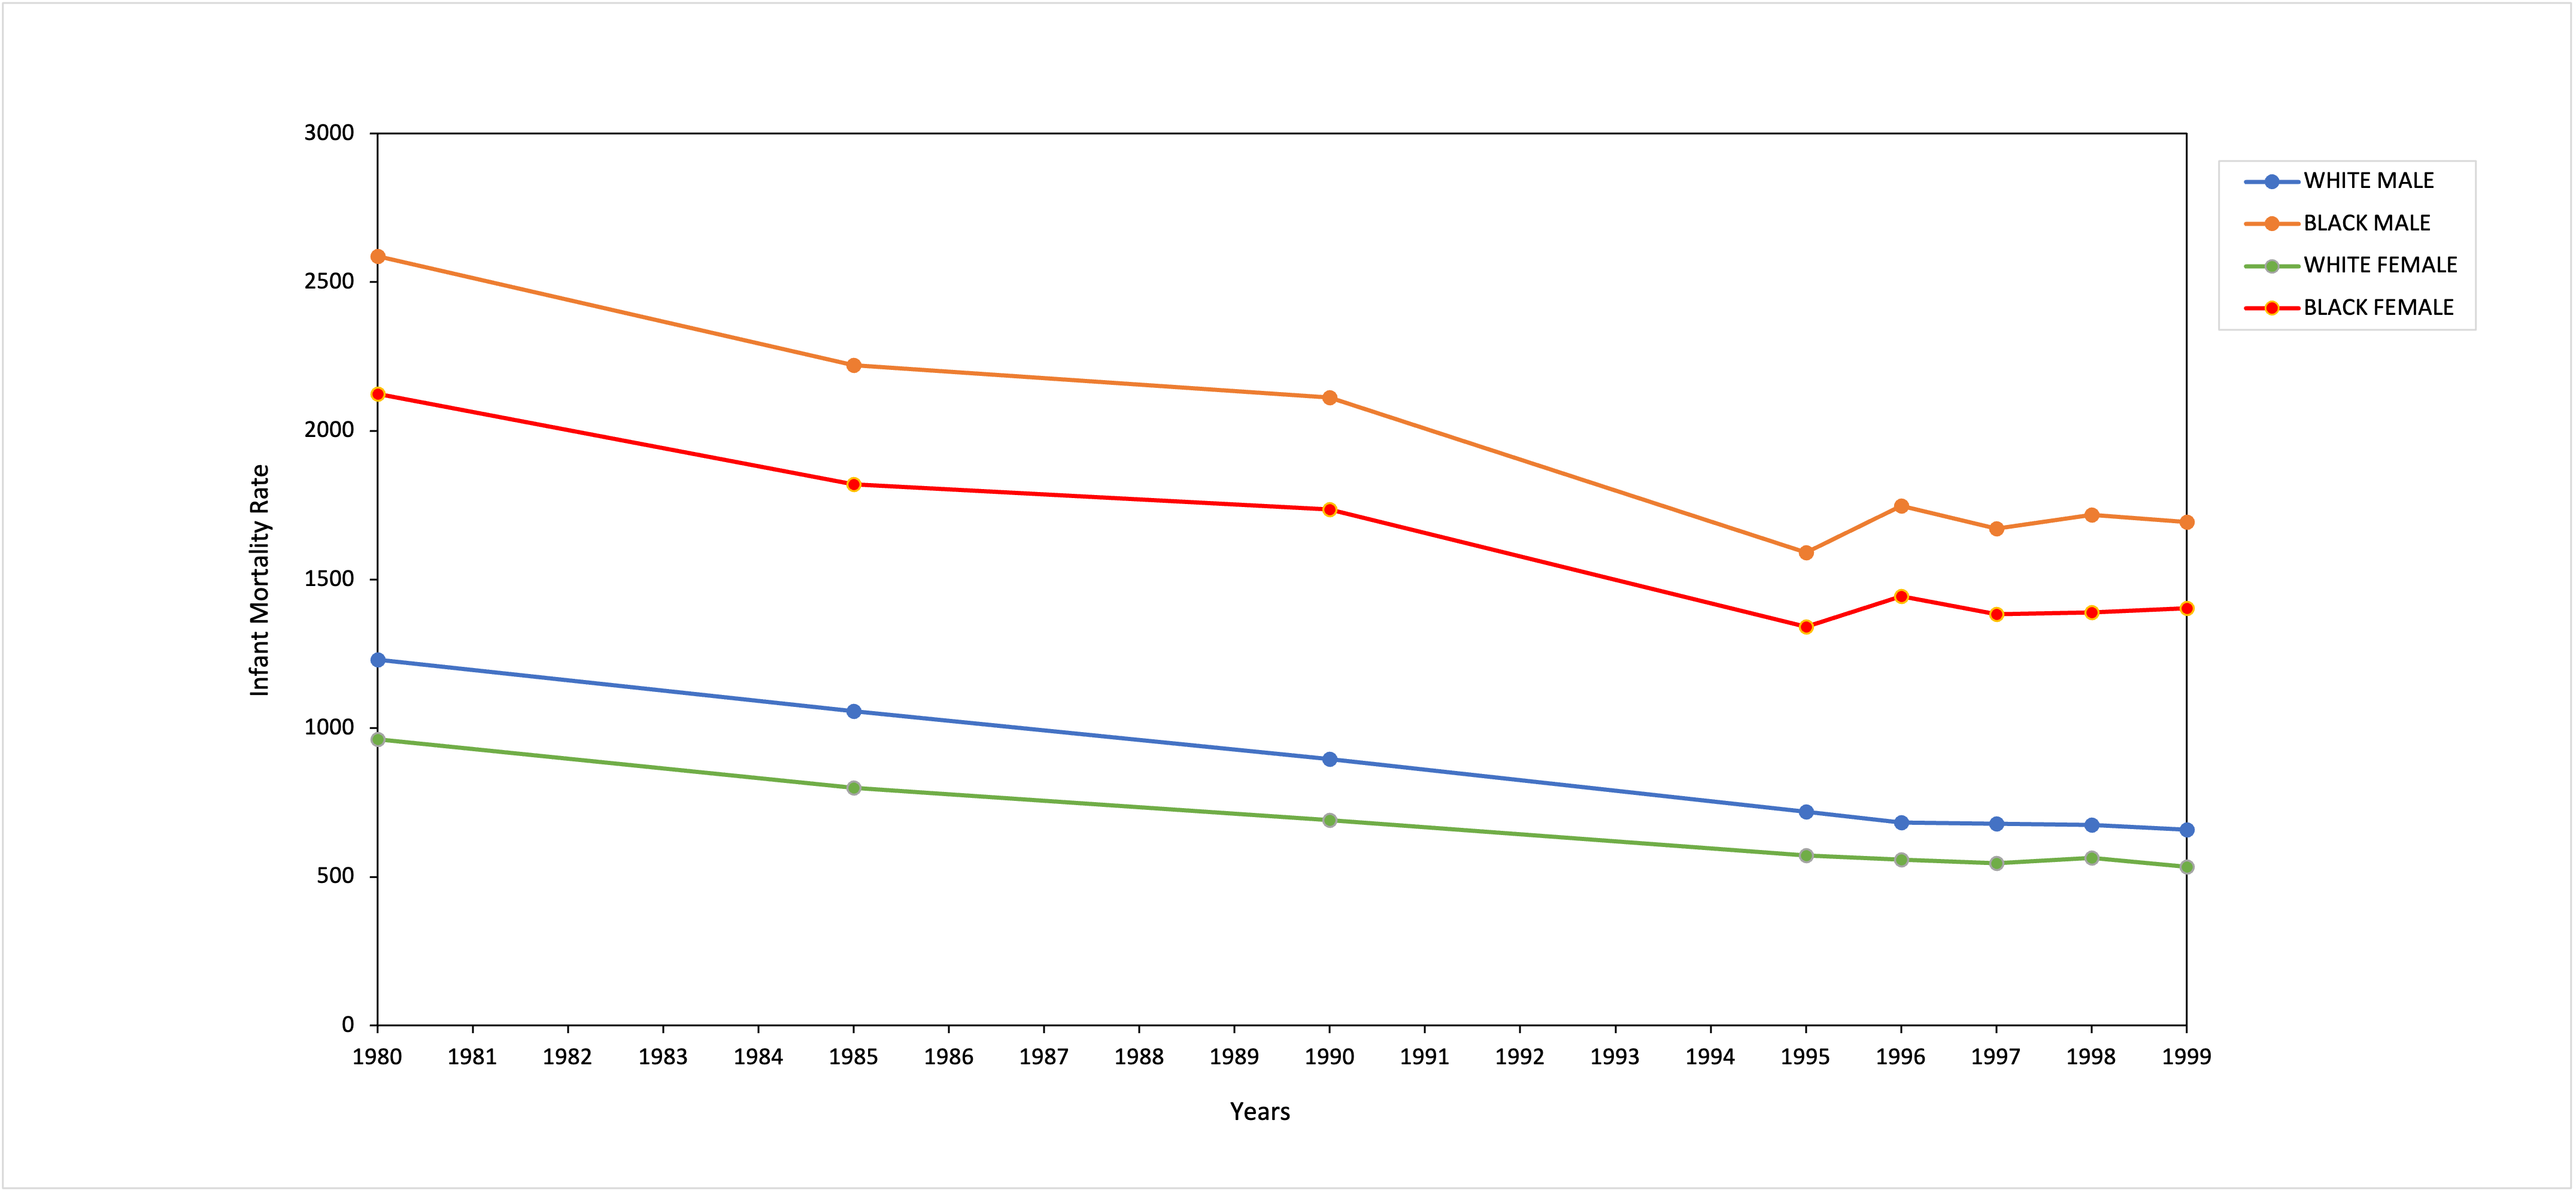 3000
2500
2000
1500
1000
500
0
Infant Mortality Rate
1980 1981 1982 1983 1984 1985 1986 1987 1988 1989 1990 1991 1992 1993 1994 1995 1996 1997 1998 1999
Years
WHITE MALE
BLACK MALE
WHITE FEMALE
BLACK FEMALE